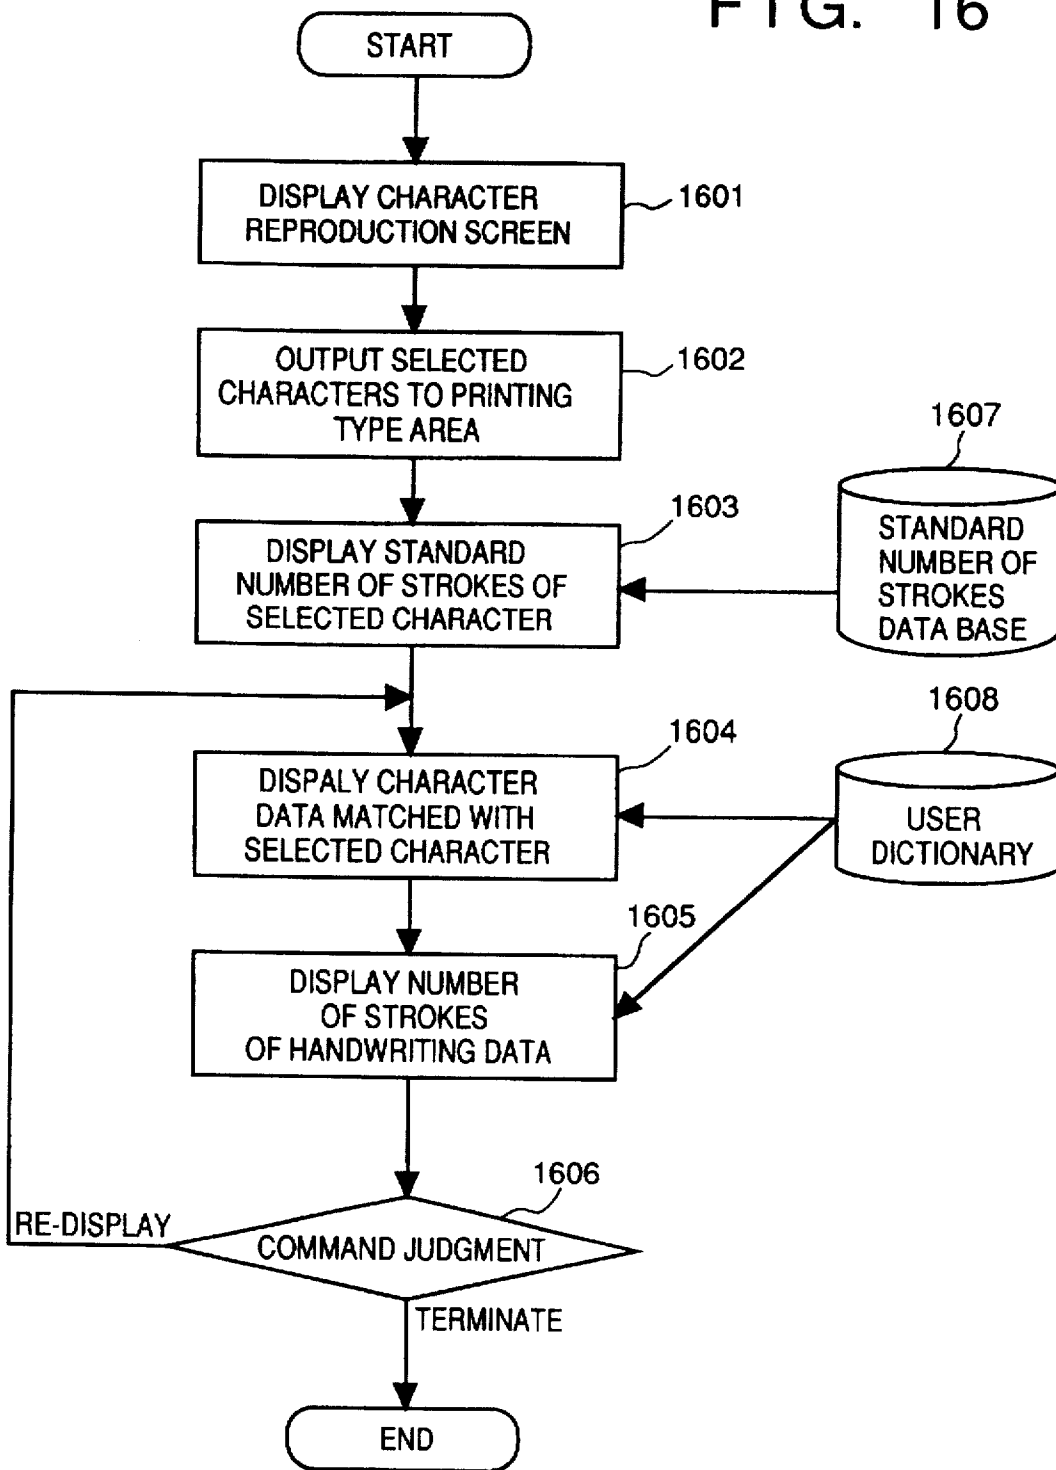 FIG. 16
START
DISPLAY CHARACTER
REPRODUCTION SCREEN
1601
OUTPUT SELECTED
CHARACTERS TO PRINTING
TYPE AREA
1602
DISPLAY STANDARD
NUMBER OF STROKES OF
SELECTED CHARACTER
1603
STANDARD
NUMBER OF
STROKES
DATA BASE
1607
DISPALY CHARACTER
DATA MATCHED WITH
SELECTED CHARACTER
1604
USER
DICTIONARY
1608
DISPLAY NUMBER
OF STROKES
OF HANDWRITING DATA
1605
COMMAND JUDGMENT
1606
RE-DISPLAY
TERMINATE
END